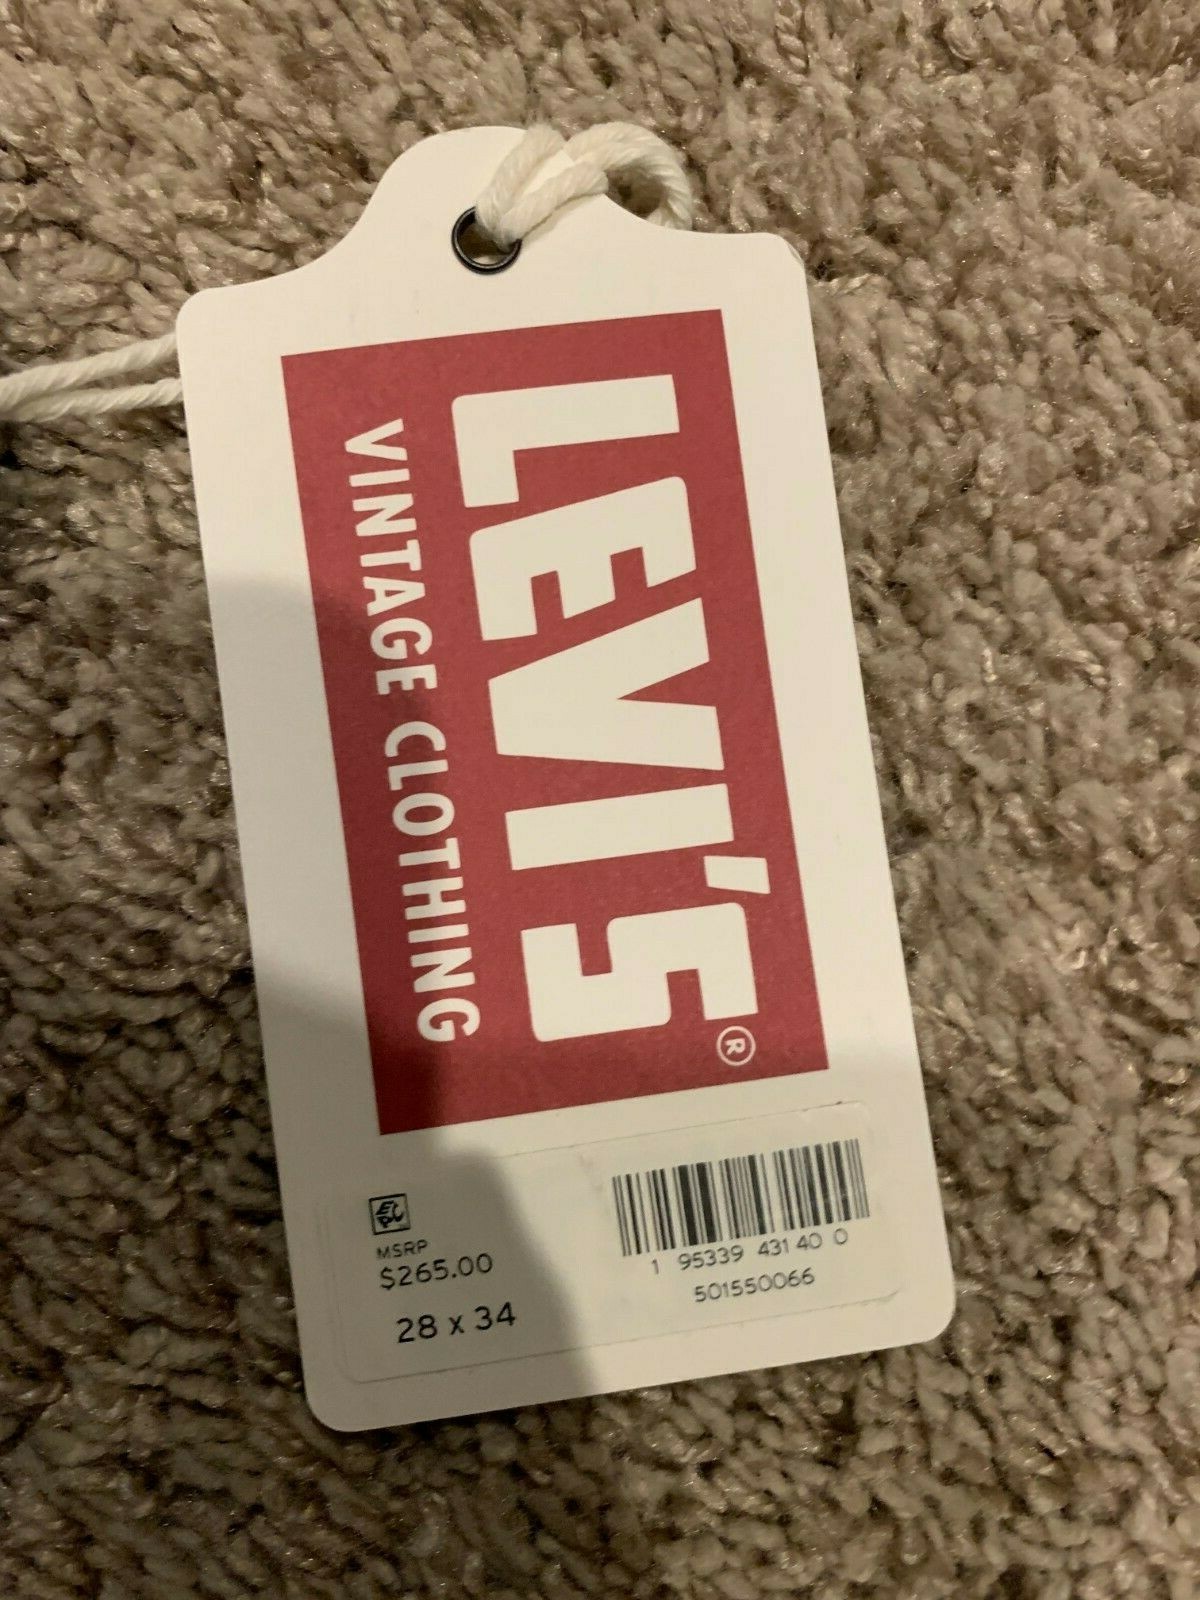 LEVI'S®
VINTAGE CLOTHING
MSRP
$265.00
28 x 34
1 95339 43140 0
501550066